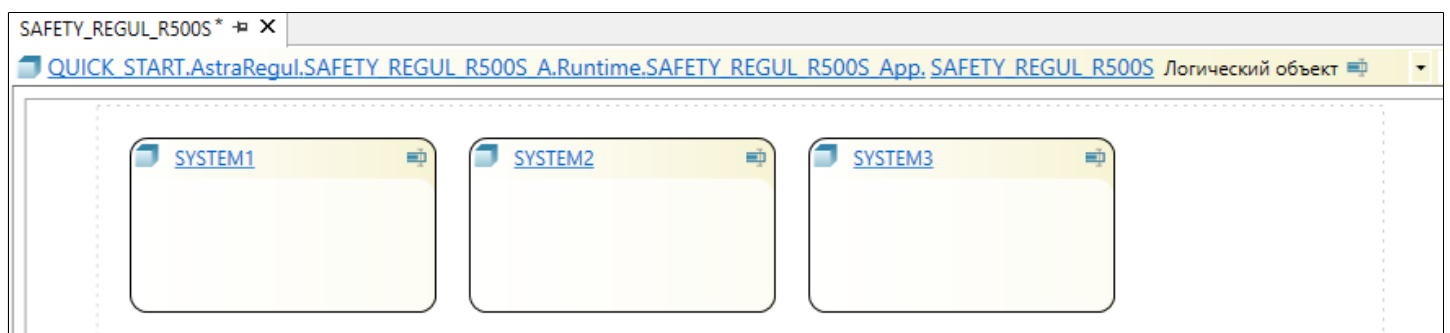 SAFETY_REGUL_R500S*
QUICK_START.AstraRegul.SAFETY_REGUL_R500S_A.Runtime.SAFETY_REGUL_R500S_App. SAFETY_REGUL_R500S Логический объект
SYSTEM1 SYSTEM2 SYSTEM3